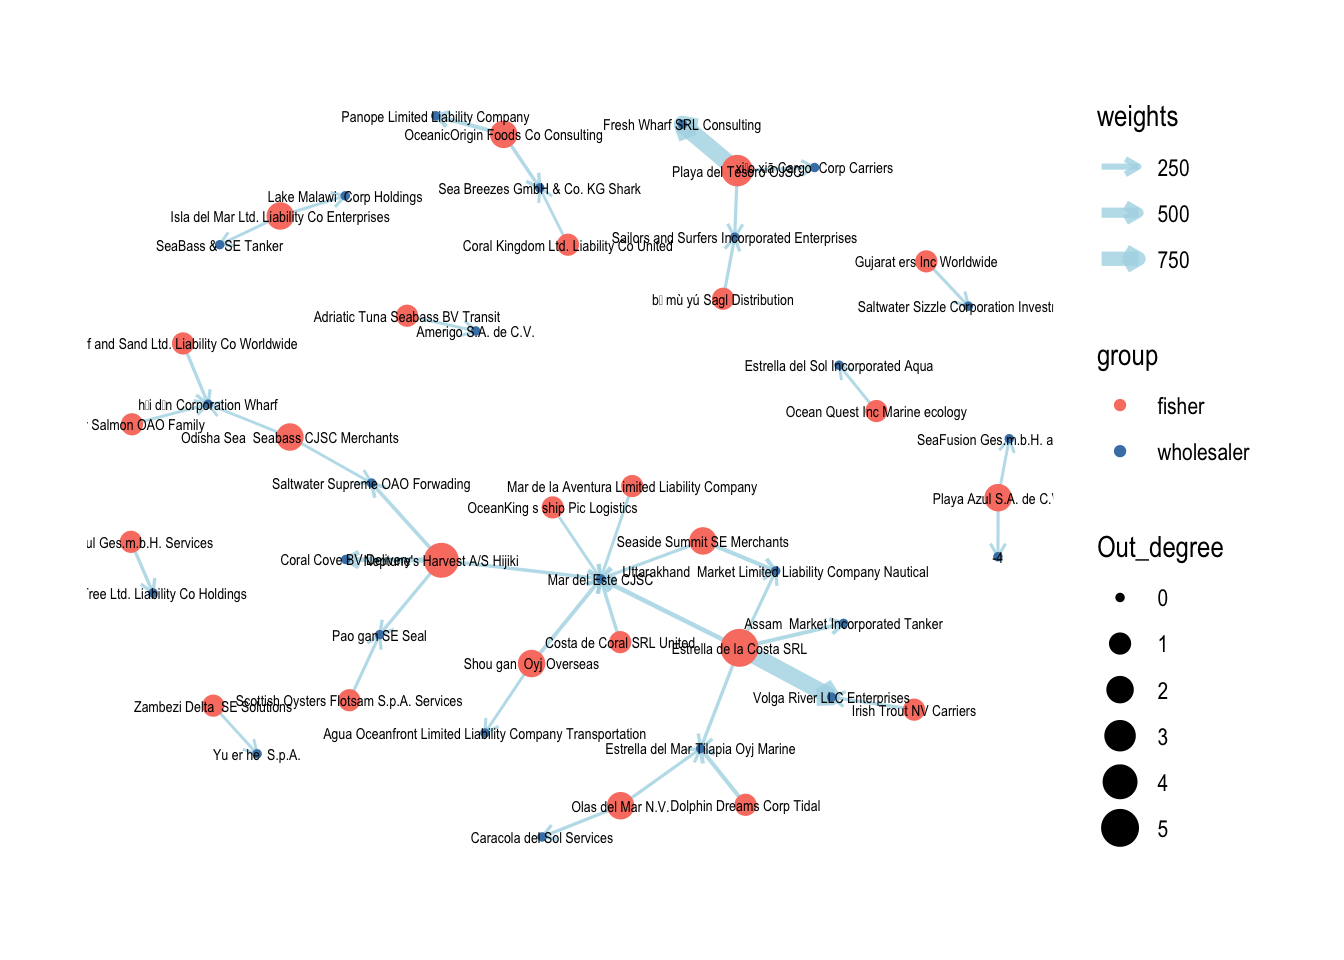 Panope Limited Liability Company
OceanicOrigin Foods Co Consulting
Fresh Wharf SRL Consulting
Playa del Tesoro CJSC
Cargo Corp Carriers
Lake Malawi Corp Holdings
Sea Breezes GmbH & Co. KG Shark
Isla del Mar Ltd. Liability Co Enterprises
SeaBass & SE Tanker
Coral Kingdom Ltd. Liability Co United
Sailors and Surfers Incorporated Enterprises
Gujarat ers Inc Worldwide
mù yú Sagl Distribution
Saltwater Sizzle Corporation
Adriatic Tuna Seabass BV Transit
Amerigo S.A. de C.V.
f and Sand Ltd. Liability Co Worldwide
Estrella del Sol Incorporated Aqua
Corporation Wharf
Ocean Quest Inc Marine ecology
Salmon OAO Family
Odisha Sea Seabass CJSC Merchants
SeaFusion Ges.m.b.H. a
Saltwater Supreme OAO Forwading
Mar de la Aventura Limited Liability Company
Playa Azul S.A. de C.V
OceanKing s ship Pic Logistics
ul Ges.m.b.H. Services
Seaside Summit SE Merchants
Coral Cove BV Delivery
Neptune's Harvest A/S Hijiki
-4
Mar del Este CJSC
Uttarakhand Market Limited Liability Company Nautical
Free Ltd. Liability Co Holdings
Assam Market Incorporated Tanker
Pao gan SE Seal
Costa de Coral SRL United
Estrella de la Costa SRL
Shou gan Oyj Overseas
Volga River LLC Enterprises
Irish Trout NV Carriers
Scottish Oysters Flotsam S.p.A. Services
Zambezi Delta SE Solutions
Agua Oceanfront Limited Liability Company Transportation
Estrella del Mar Tilapia Oyj Marine
Yu er he S.p.A.
Olas del Mar N.V.
Dolphin Dreams Corp Tidal
Caracola del Sol Services
weights
250
500
750
group
fisher
wholesaler
Out_degree
0
1
2
3
4
5